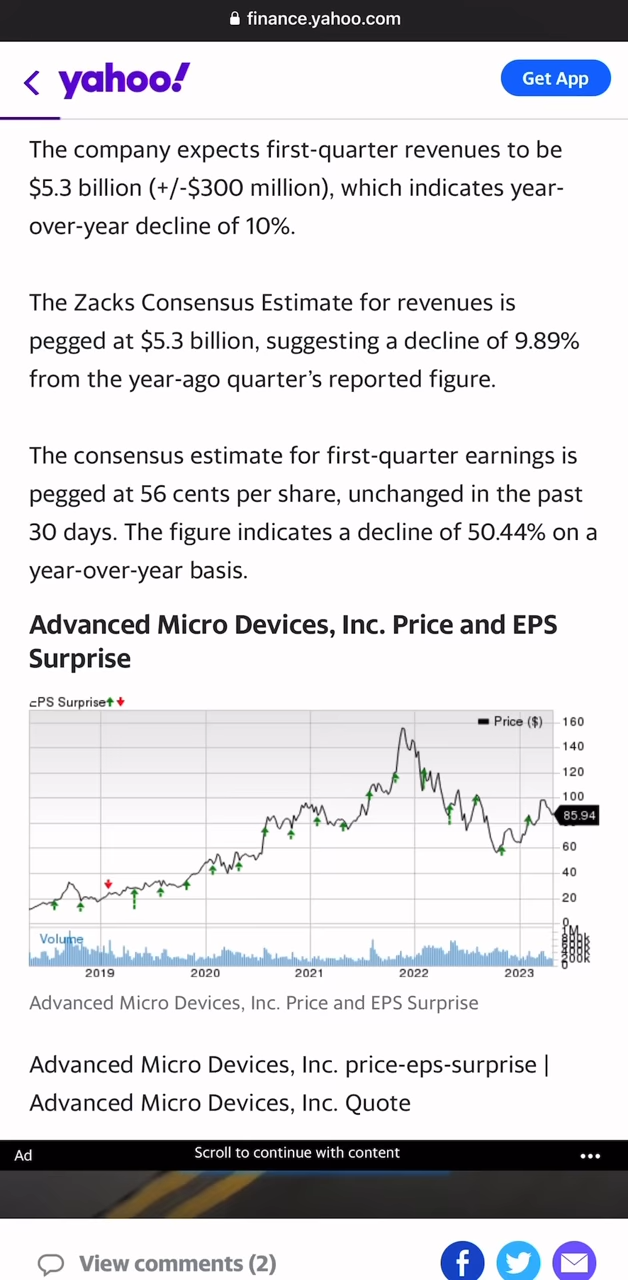 finance.yahoo.com
yahoo!
Get App
The company expects first-quarter revenues to be
$5.3 billion (+/-$300 million), which indicates year-
over-year decline of 10%.
The Zacks Consensus Estimate for revenues is
pegged at $5.3 billion, suggesting a decline of 9.89%
from the year-ago quarter’s reported figure.
The consensus estimate for first-quarter earnings is
pegged at 56 cents per share, unchanged in the past
30 days. The figure indicates a decline of 50.44% on a
year-over-year basis.
Advanced Micro Devices, Inc. Price and EPS
Surprise
EPS Surprise
Price ($)
160
140
120
100
85.94
60
40
20
0
Volume
1M
200k
0
2019 2020 2021 2022 2023
Advanced Micro Devices, Inc. Price and EPS Surprise
Advanced Micro Devices, Inc. price-eps-surprise |
Advanced Micro Devices, Inc. Quote
Ad
Scroll to continue with content
View comments (2)